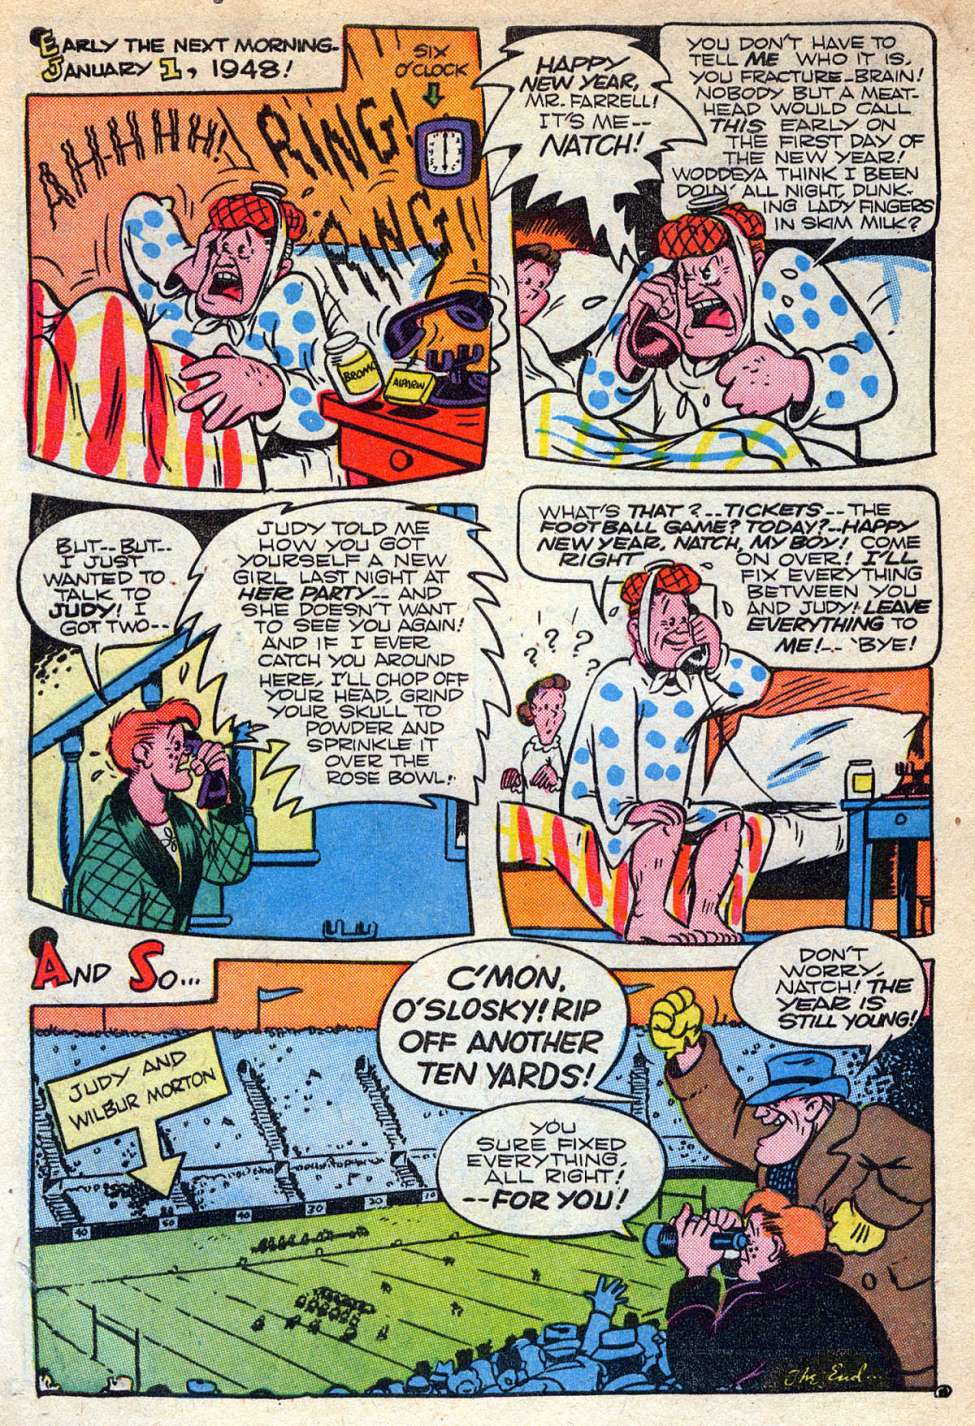 EARLY THE NEXT MORNING-
JANUARY 1, 1948!
SIX
O'CLOCK
AH-H-HH!
RING!
RING!!
BROMO
ASPIRIN
HAPPY
NEW YEAR,
MR. FARRELL!
IT'S ME--
NATCH!
YOU DON'T HAVE TO
TELL ME WHO IT IS,
YOU FRACTURE-BRAIN!
NOBODY BUT A MEAT-
HEAD WOULD CALL
THIS EARLY ON
THE FIRST DAY OF
THE NEW YEAR!
WODDEYA THINK I BEEN
DOIN' ALL NIGHT, DUNK-
ING LADY FINGERS
IN SKIM MILK?
BUT--BUT--
I JUST
WANTED TO
TALK TO
JUDY! I
GOT TWO--
JUDY TOLD ME
HOW YOU GOT
YOURSELF A NEW
GIRL LAST NIGHT AT
HER PARTY-- AND
SHE DOESN'T WANT
TO SEE YOU AGAIN!
AND IF I EVER
CATCH YOU AROUND
HERE, I'LL CHOP OFF
YOUR HEAD, GRIND
YOUR SKULL TO
POWDER AND
SPRINKLE IT
OVER THE
ROSE BOWL!
WHAT'S THAT?--TICKETS--THE
FOOTBALL GAME? TODAY?--HAPPY
NEW YEAR, NATCH, MY BOY! COME
RIGHT ON OVER! I'LL
FIX EVERYTHING
BETWEEN YOU
AND JUDY! LEAVE
EVERYTHING TO
ME!-- 'BYE!
? ? ? ?
AND SO...
JUDY AND
WILBUR MORTON
C'MON,
O'SLOSKY! RIP
OFF ANOTHER
TEN YARDS!
DON'T
WORRY,
NATCH! THE
YEAR IS
STILL YOUNG!
YOU
SURE FIXED
EVERYTHING,
ALL RIGHT!
--FOR YOU!
40 50 40 30 20 10
The End...